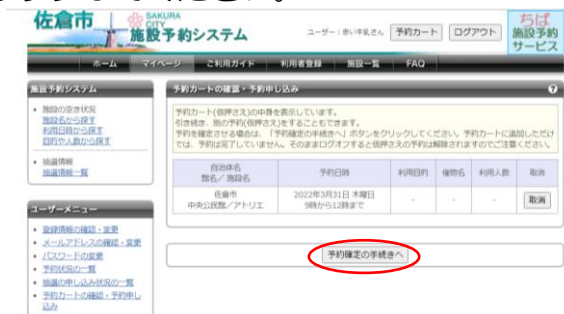 佐倉市 SAKURA CITY
施設予約システム
ユーザー：赤い牛乳さん 予約カート ログアウト
ちば
施設予約
サービス
ホーム マイページ ご利用ガイド 利用者登録 施設一覧 FAQ
施設予約システム
・ 施設の空き状況
施設名から探す
利用日時から探す
目的や人数から探す
・ 抽選情報
抽選情報一覧
ユーザーメニュー
・ 登録情報の確認・変更
・ メールアドレスの確認・変更
・ パスワードの変更
・ 予約状況の一覧
・ 抽選の申し込み状況の一覧
・ 予約カートの確認・予約申し
込み
予約カートの確認・予約申し込み ?
予約カート(仮押さえ)の中身を表示しています。
引き続き、別の予約(仮押さえ)をすることもできます。
予約を確定させる場合は、「予約確定の手続きへ」ボタンをクリックしてください。予約カートに追加しただけ
では、予約は完了していません。そのままログオフすると仮押さえの予約は解除されますのでご注意ください。
自治体名
館名／ 施設名 予約日時 利用目的 催物名 利用人数 取消
佐倉市
中央公民館／アトリエ 2022年3月31日 木曜日
9時から12時まで - - - 取消
予約確定の手続きへ